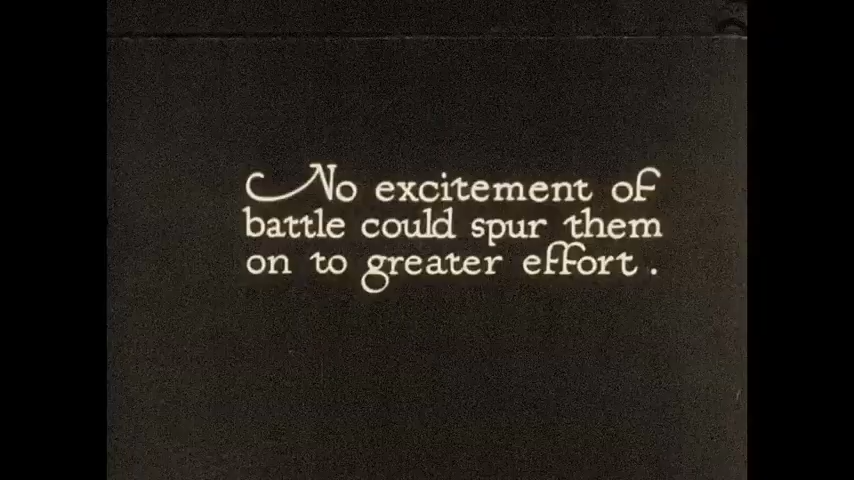 No excitement of
battle could spur them
on to greater effort.